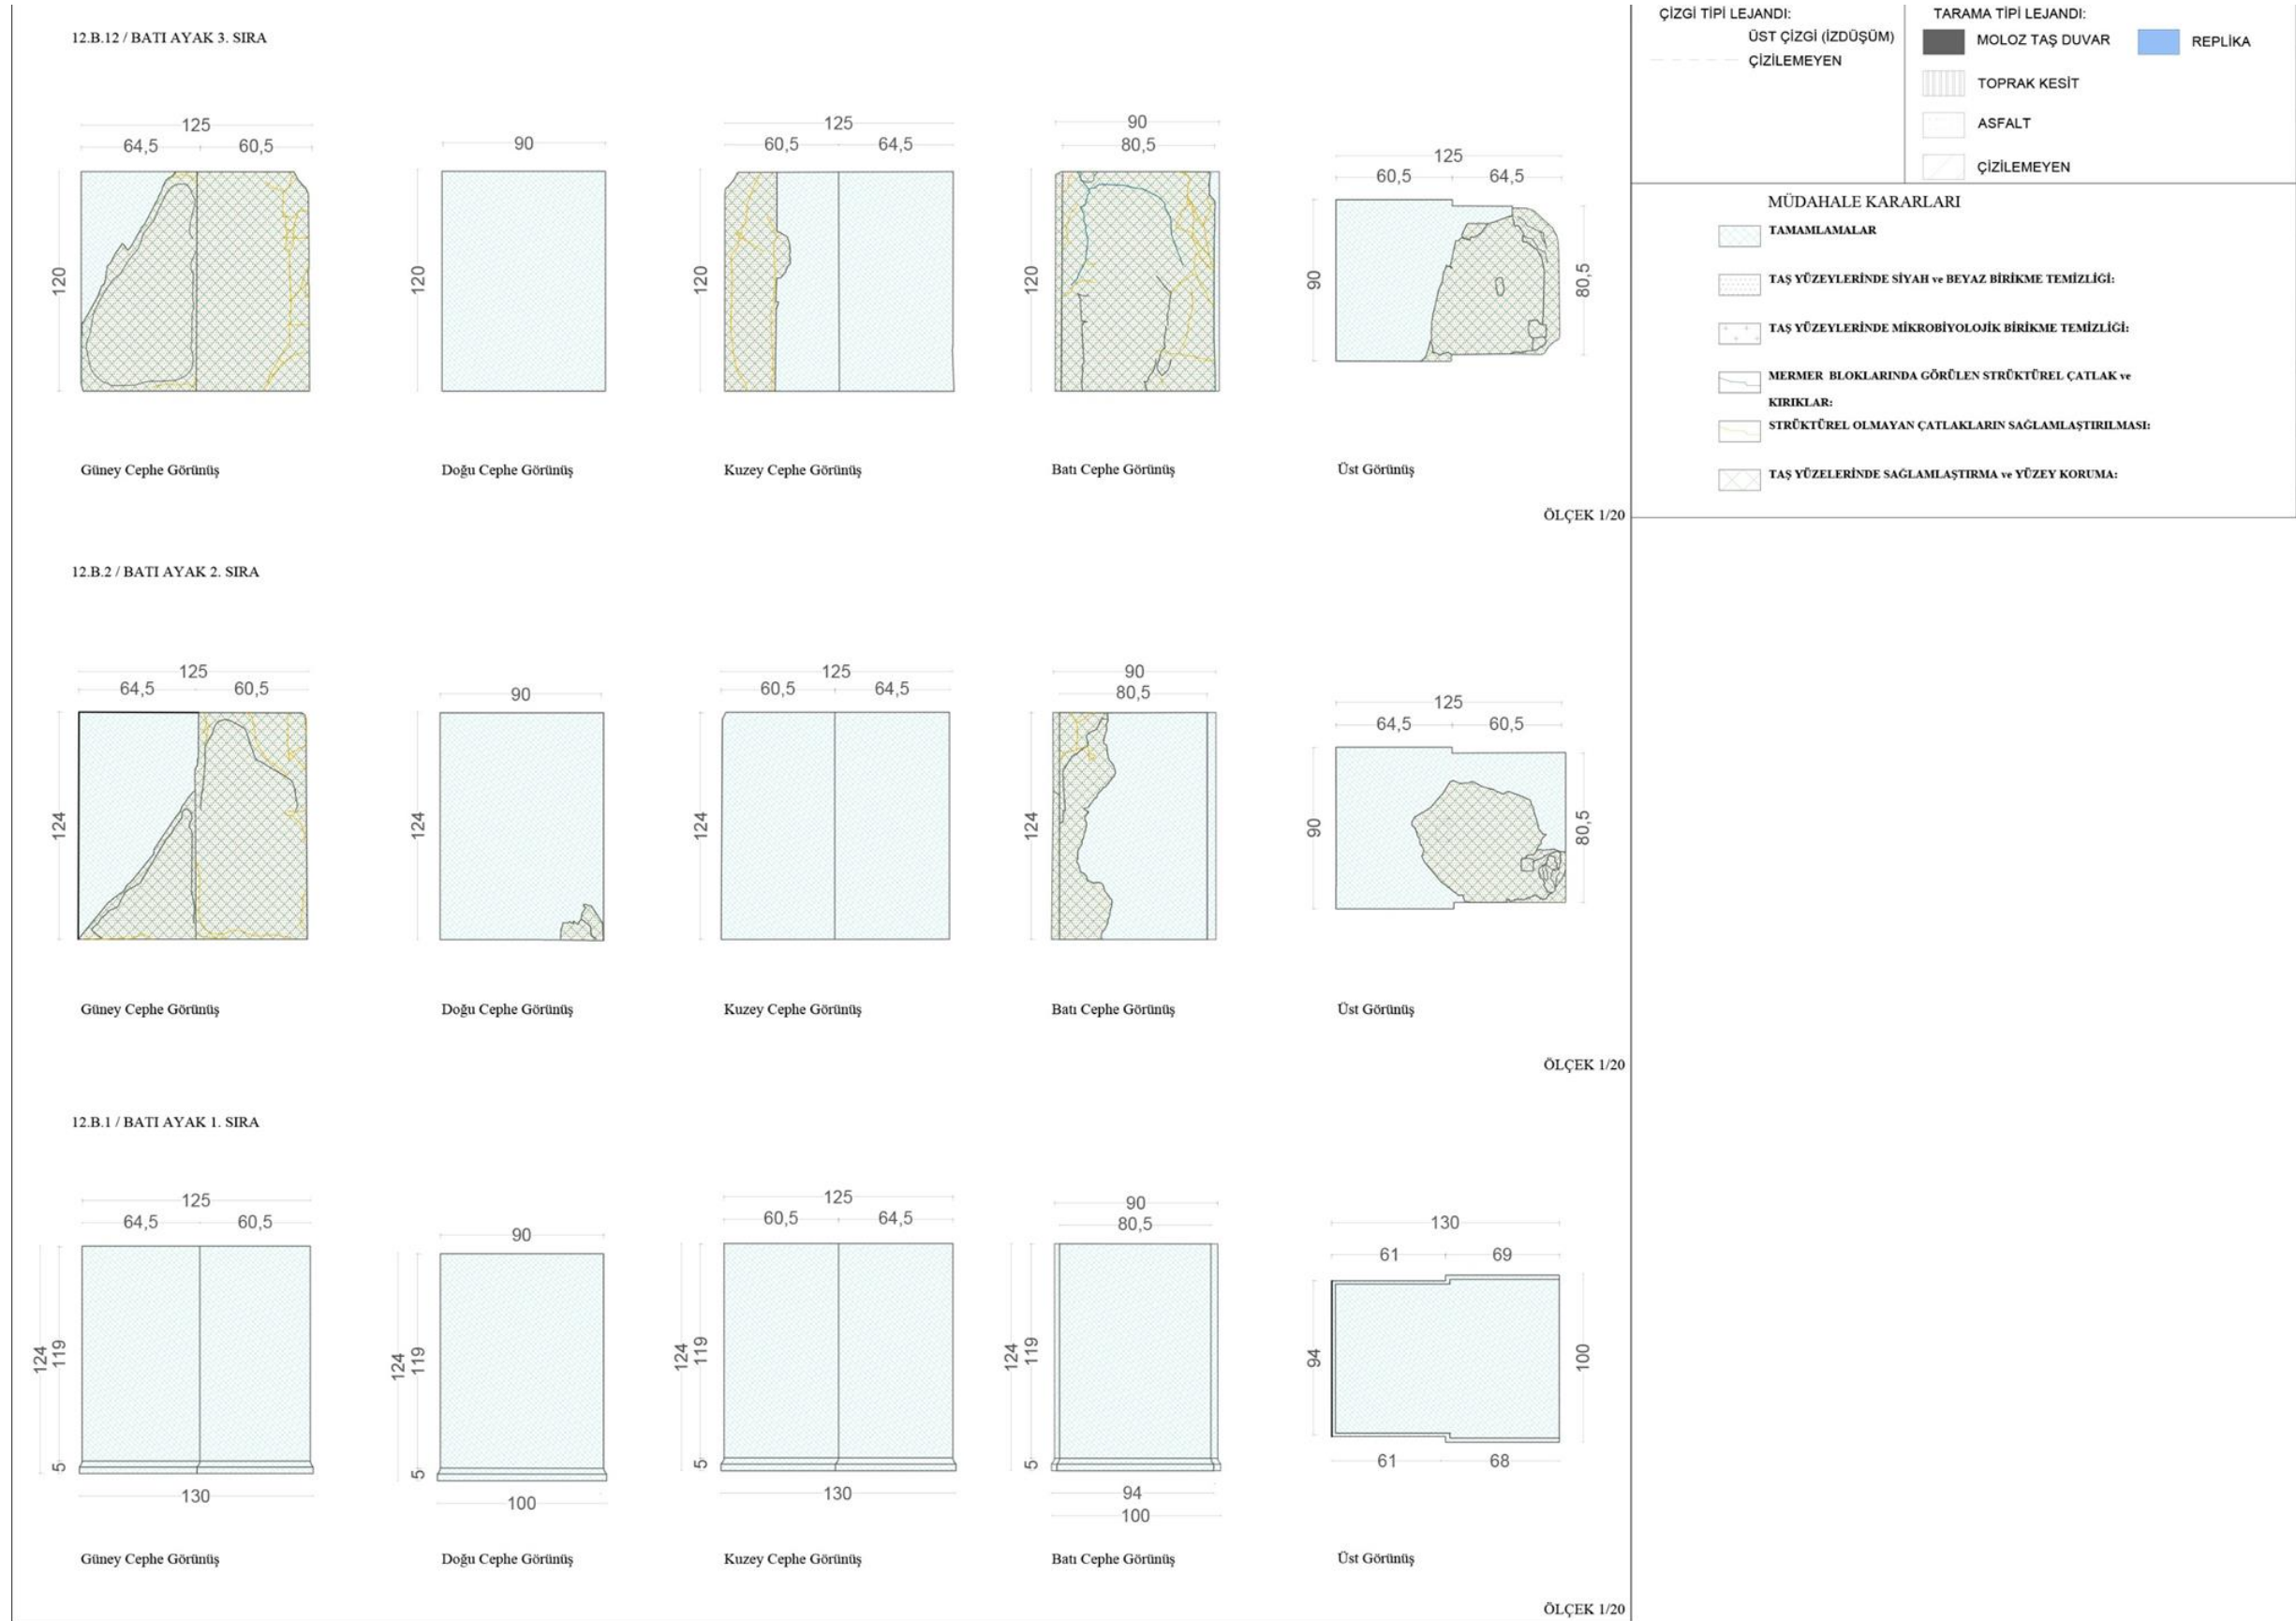 12.B.12 / BATI AYAK 3. SIRA
125
64,5 60,5
120
Güney Cephe Görünüş
90
120
Doğu Cephe Görünüş
125
60,5 64,5
120
Kuzey Cephe Görünüş
90
80,5
120
Batı Cephe Görünüş
125
60,5 64,5
90
80,5
Üst Görünüş
ÖLÇEK 1/20
12.B.2 / BATI AYAK 2. SIRA
125
64,5 60,5
124
Güney Cephe Görünüş
90
124
Doğu Cephe Görünüş
125
60,5 64,5
124
Kuzey Cephe Görünüş
90
80,5
124
Batı Cephe Görünüş
125
64,5 60,5
90
80,5
Üst Görünüş
ÖLÇEK 1/20
12.B.1 / BATI AYAK 1. SIRA
125
64,5 60,5
124
119
5
130
Güney Cephe Görünüş
90
124
119
5
100
Doğu Cephe Görünüş
125
60,5 64,5
124
119
5
130
Kuzey Cephe Görünüş
90
80,5
124
119
5
94
100
Batı Cephe Görünüş
130
61 69
94
100
61 68
Üst Görünüş
ÖLÇEK 1/20
ÇİZGİ TİPİ LEJANDI:
ÜST ÇİZGİ (İZDÜŞÜM)
ÇİZİLEMEYEN
TARAMA TİPİ LEJANDI:
MOLOZ TAŞ DUVAR
REPLİKA
TOPRAK KESİT
ASFALT
ÇİZİLEMEYEN
MÜDAHALE KARARLARI
TAMAMLAMALAR
TAŞ YÜZEYLERİNDE SİYAH ve BEYAZ BİRİKME TEMİZLİĞİ:
TAŞ YÜZEYLERİNDE MİKROBİYOLOJİK BİRİKME TEMİZLİĞİ:
MERMER BLOKLARINDA GÖRÜLEN STRÜKTÜREL ÇATLAK ve
KIRIKLAR:
STRÜKTÜREL OLMAYAN ÇATLAKLARIN SAĞLAMLAŞTIRILMASI:
TAŞ YÜZELERİNDE SAĞLAMLAŞTIRMA ve YÜZEY KORUMA: